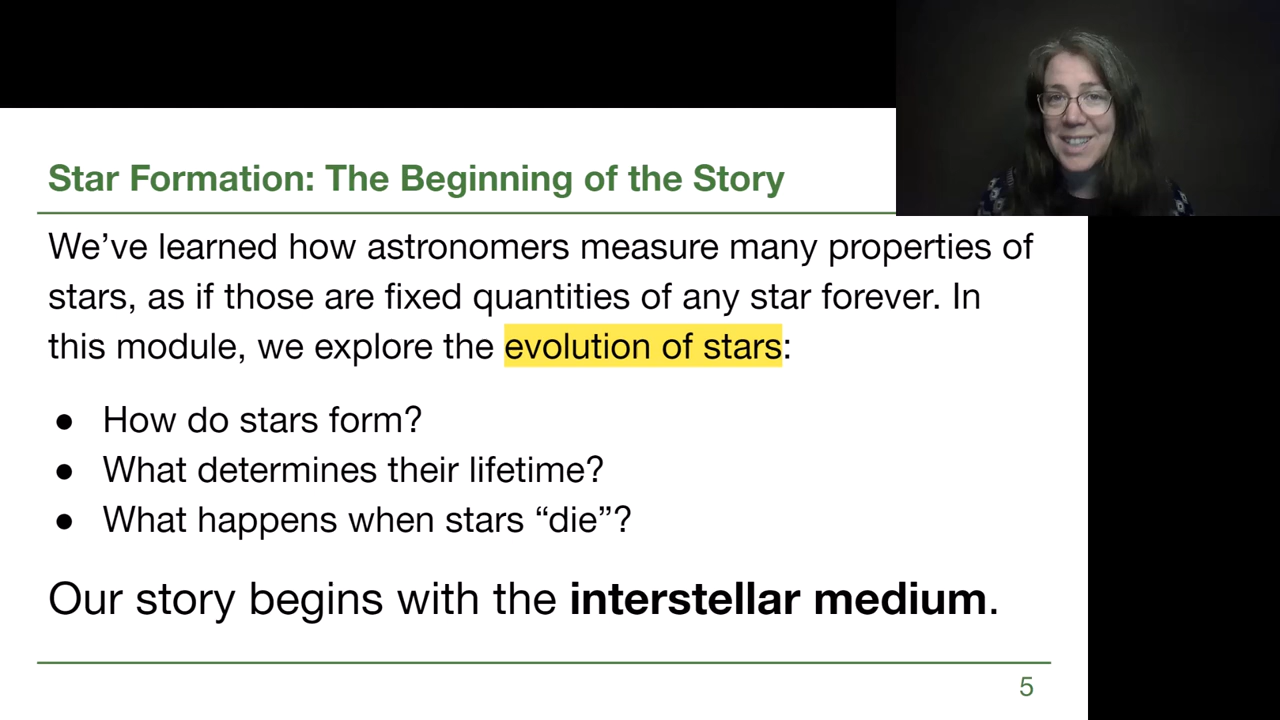 Star Formation: The Beginning of the Story
We’ve learned how astronomers measure many properties of
stars, as if those are fixed quantities of any star forever. In
this module, we explore the evolution of stars:
● How do stars form?
● What determines their lifetime?
● What happens when stars “die”?
Our story begins with the interstellar medium.
5